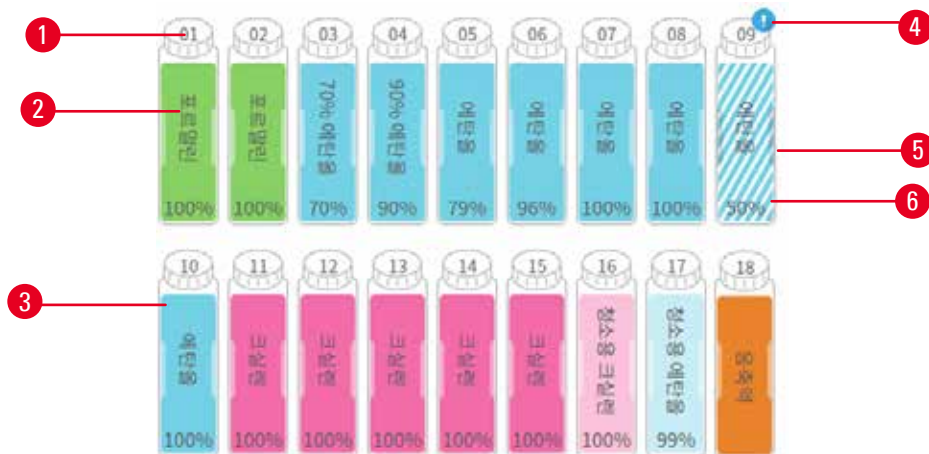 1
01 02 03 04 05 06 07 08 09 ! 4
2
포르말린 포르말린 70% 에탄올 90% 에탄올 에탄올 에탄올 에탄올 에탄올 에탄올
5
100% 100% 70% 90% 79% 96% 100% 100% 50% 6
10 11 12 13 14 15 16 17 18
3
에탄올 크실렌 크실렌 크실렌 크실렌 크실렌 청소용 크실렌 청소용 에탄올 응축액
100% 100% 100% 100% 100% 100% 100% 99%